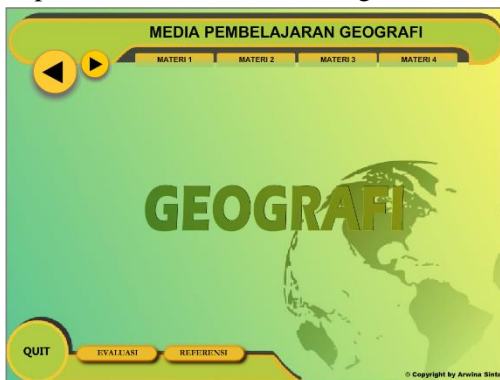 MEDIA PEMBELAJARAN GEOGRAFI
MATERI 1 MATERI 2 MATERI 3 MATERI 4
GEOGRAFI
QUIT EVALUASI REFERENSI
© Copyright by Arwina Sinta